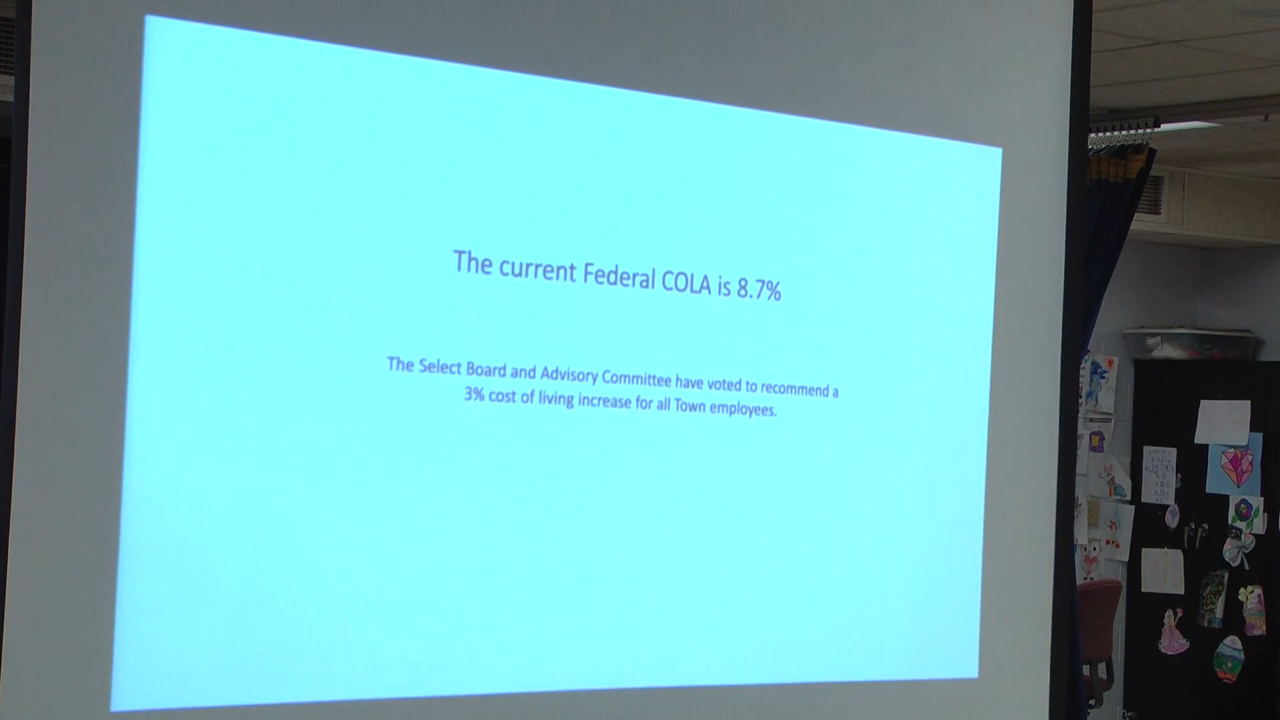 The current Federal COLA is 8.7%
The Select Board and Advisory Committee have voted to recommend a
3% cost of living increase for all Town employees.